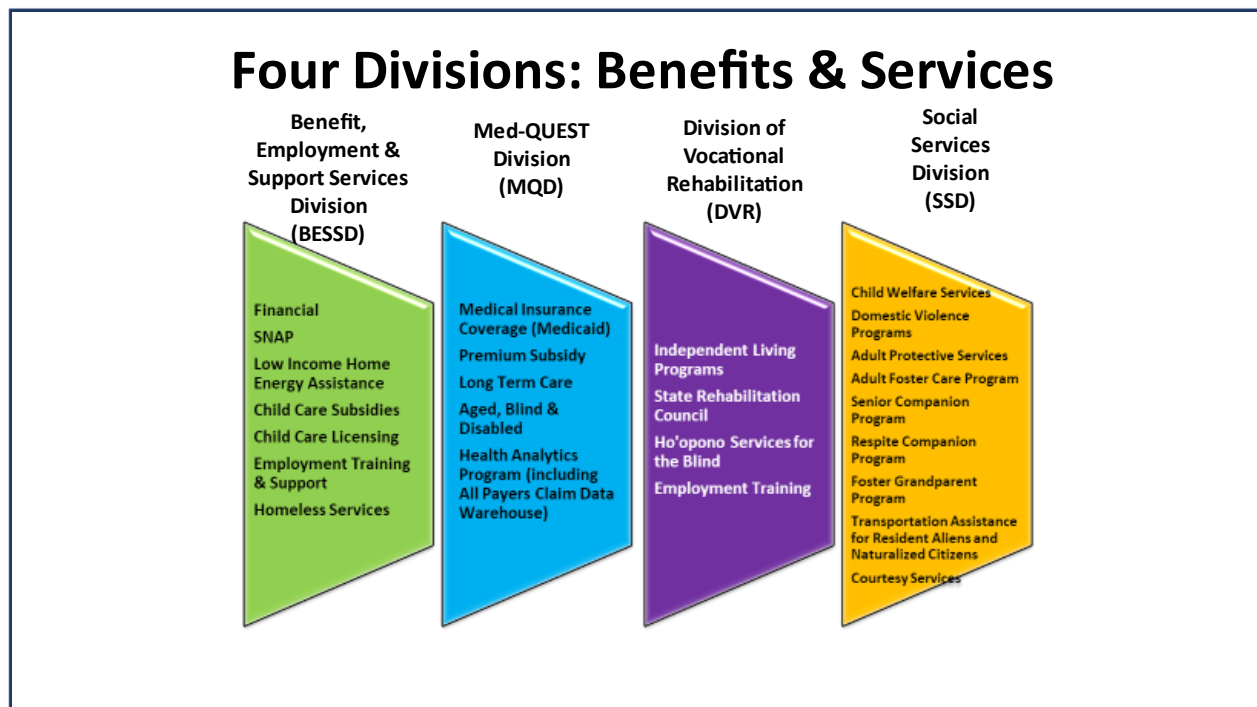 Four Divisions: Benefits & Services
Benefit,
Employment &
Support Services
Division
(BESSD)
Financial
SNAP
Low Income Home
Energy Assistance
Child Care Subsidies
Child Care Licensing
Employment Training
& Support
Homeless Services
Med-QUEST
Division
(MQD)
Medical Insurance
Coverage (Medicaid)
Premium Subsidy
Long Term Care
Aged, Blind &
Disabled
Health Analytics
Program (including
All Payers Claim Data
Warehouse)
Division of
Vocational
Rehabilitation
(DVR)
Independent Living
Programs
State Rehabilitation
Council
Ho'opono Services for
the Blind
Employment Training
Social
Services
Division
(SSD)
Child Welfare Services
Domestic Violence
Programs
Adult Protective Services
Adult Foster Care Program
Senior Companion
Program
Respite Companion
Program
Foster Grandparent
Program
Transportation Assistance
for Resident Aliens and
Naturalized Citizens
Courtesy Services